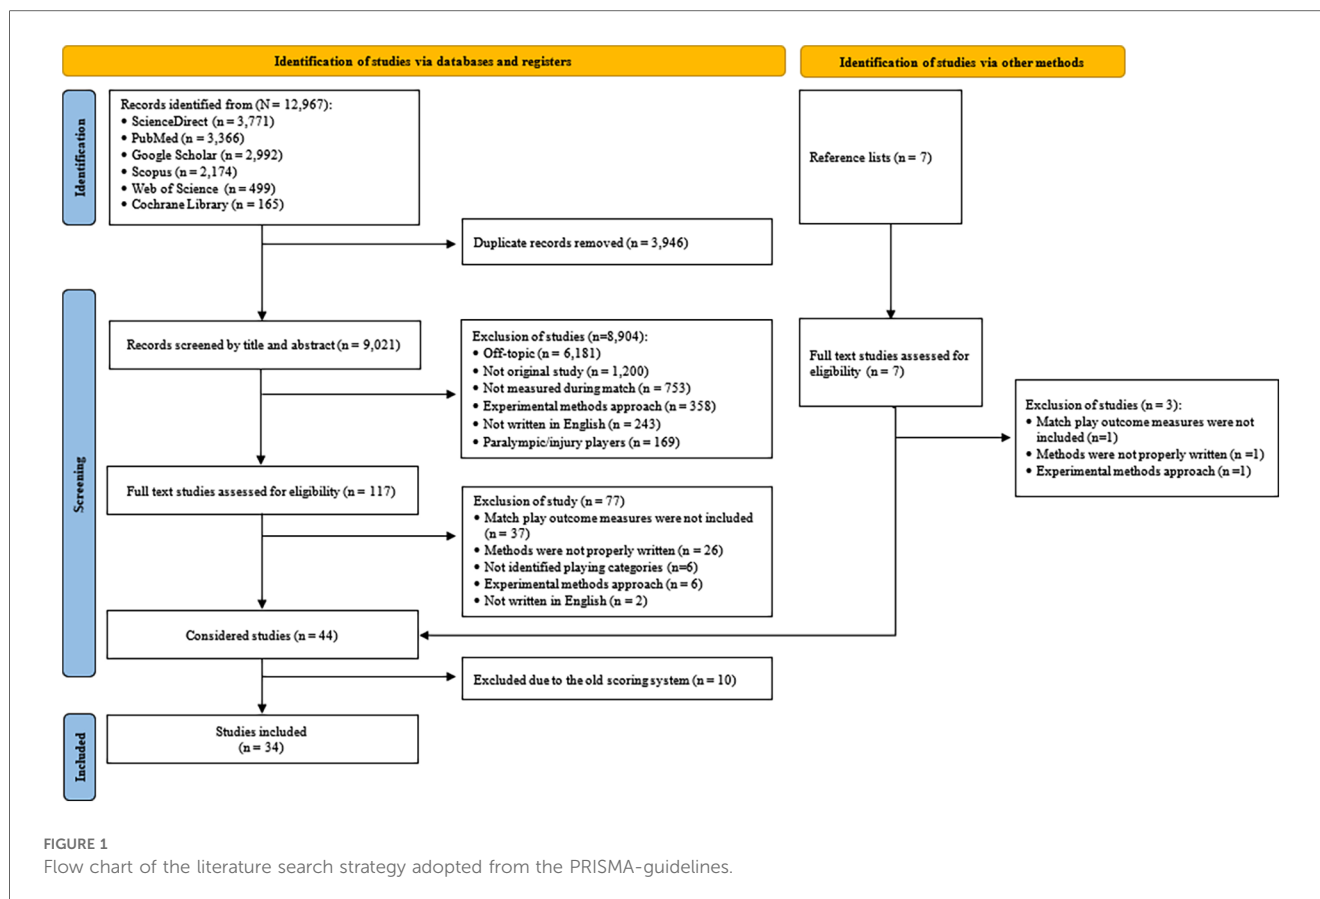 Identification of studies via databases and registers
Identification of studies via other methods
Identification
Records identified from (N = 12,967):
• ScienceDirect (n = 3,771)
• PubMed (n = 3,366)
• Google Scholar (n = 2,992)
• Scopus (n = 2,174)
• Web of Science (n = 499)
• Cochrane Library (n = 165)
Reference lists (n = 7)
Duplicate records removed (n = 3,946)
Screening
Records screened by title and abstract (n = 9,021)
Exclusion of studies (n=8,904):
• Off-topic (n = 6,181)
• Not original study (n = 1,200)
• Not measured during match (n = 753)
• Experimental methods approach (n = 358)
• Not written in English (n = 243)
• Paralympic/injury players (n = 169)
Full text studies assessed for
eligibility (n = 7)
Exclusion of studies (n = 3):
• Match play outcome measures were not
included (n=1)
• Methods were not properly written (n =1)
• Experimental methods approach (n =1)
Full text studies assessed for eligibility (n = 117)
Exclusion of study (n = 77)
• Match play outcome measures were not included
(n = 37)
• Methods were not properly written (n = 26)
• Not identified playing categories (n=6)
• Experimental methods approach (n = 6)
• Not written in English (n = 2)
Considered studies (n = 44)
Excluded due to the old scoring system (n = 10)
Included
Studies included
(n = 34)
FIGURE 1
Flow chart of the literature search strategy adopted from the PRISMA-guidelines.